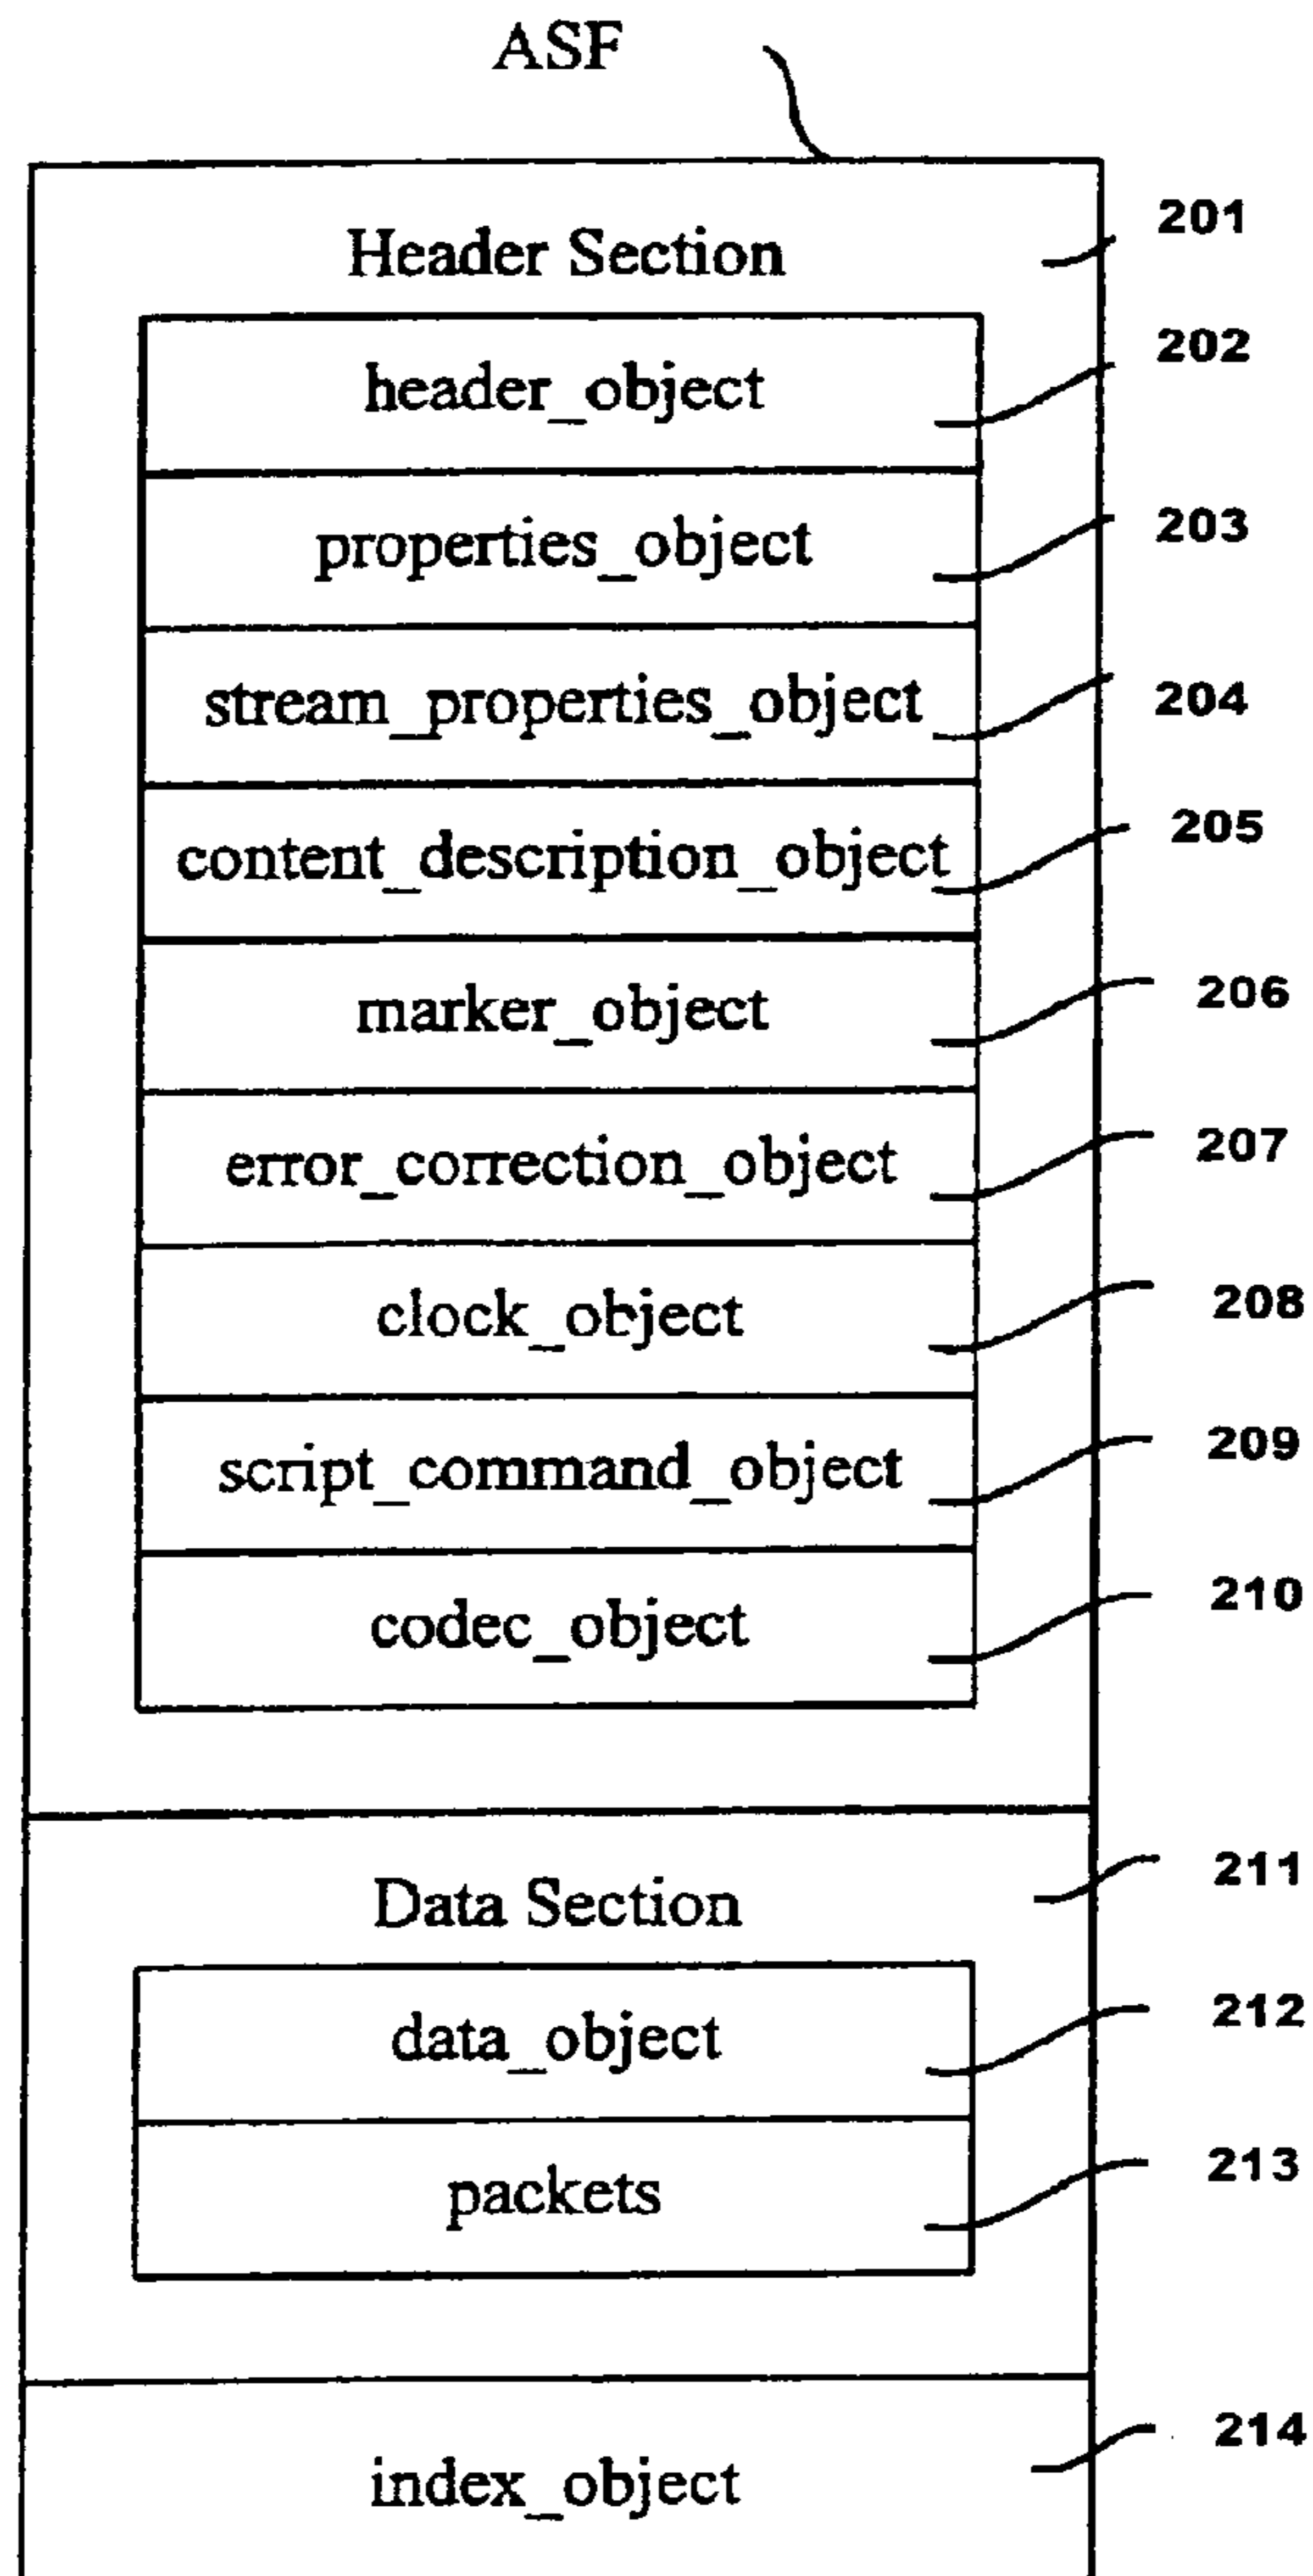 ASF
Header Section
201
header_object
202
properties_object
203
stream_properties_object
204
content_description_object
205
marker_object
206
error_correction_object
207
clock_object
208
script_command_object
209
codec_object
210
Data Section
211
data_object
212
packets
213
index_object
214